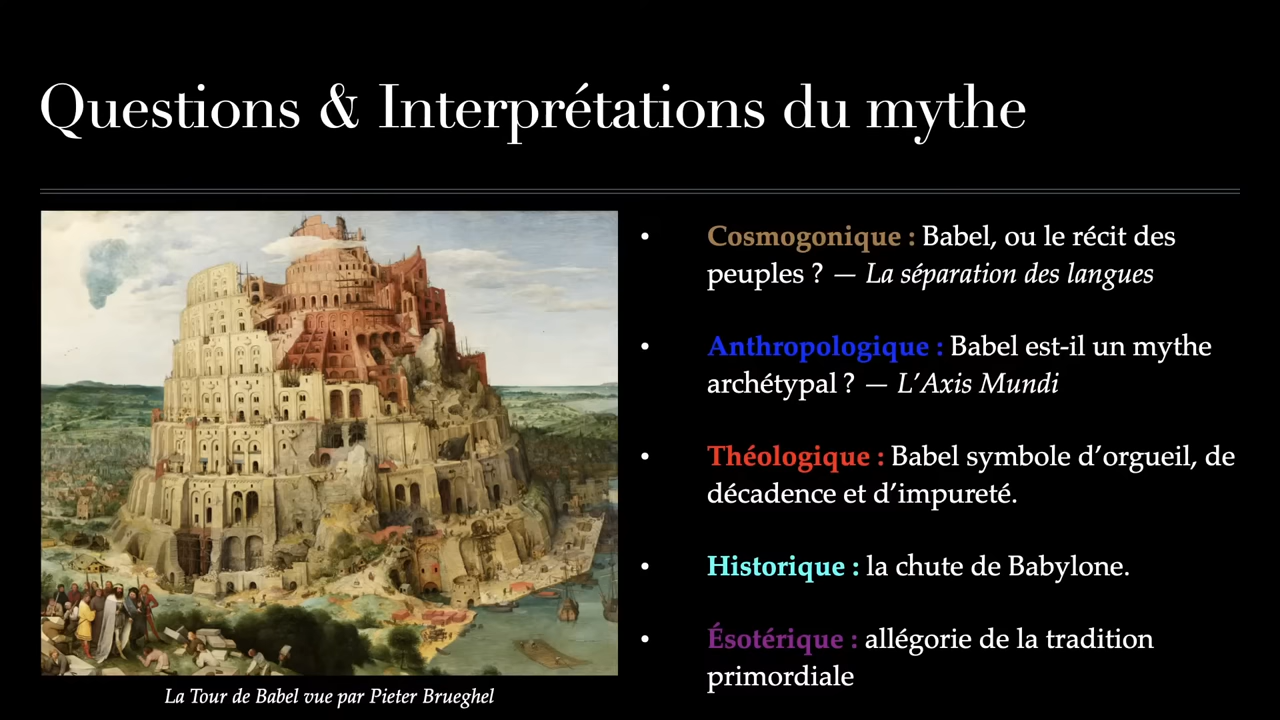 Questions & Interprétations du mythe
• Cosmogonique : Babel, ou le récit des
peuples ? — La séparation des langues
• Anthropologique : Babel est-il un mythe
archétypal ? — L’Axis Mundi
• Théologique : Babel symbole d’orgueil, de
décadence et d’impureté.
• Historique : la chute de Babylone.
• Ésotérique : allégorie de la tradition
primordiale
La Tour de Babel vue par Pieter Brueghel